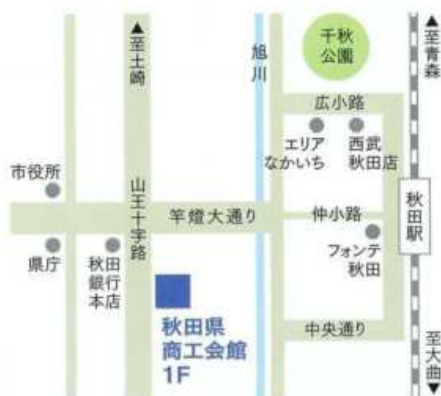 ▲至土崎
旭川
千秋
公園
▲至青森
広小路
エリア
なかいち
西武
秋田店
市役所
山王十字路
竿燈大通り
仲小路
秋田駅
県庁
秋田
銀行
本店
フォンテ
秋田
秋田県
商工会館
1F
中央通り
至大曲▼